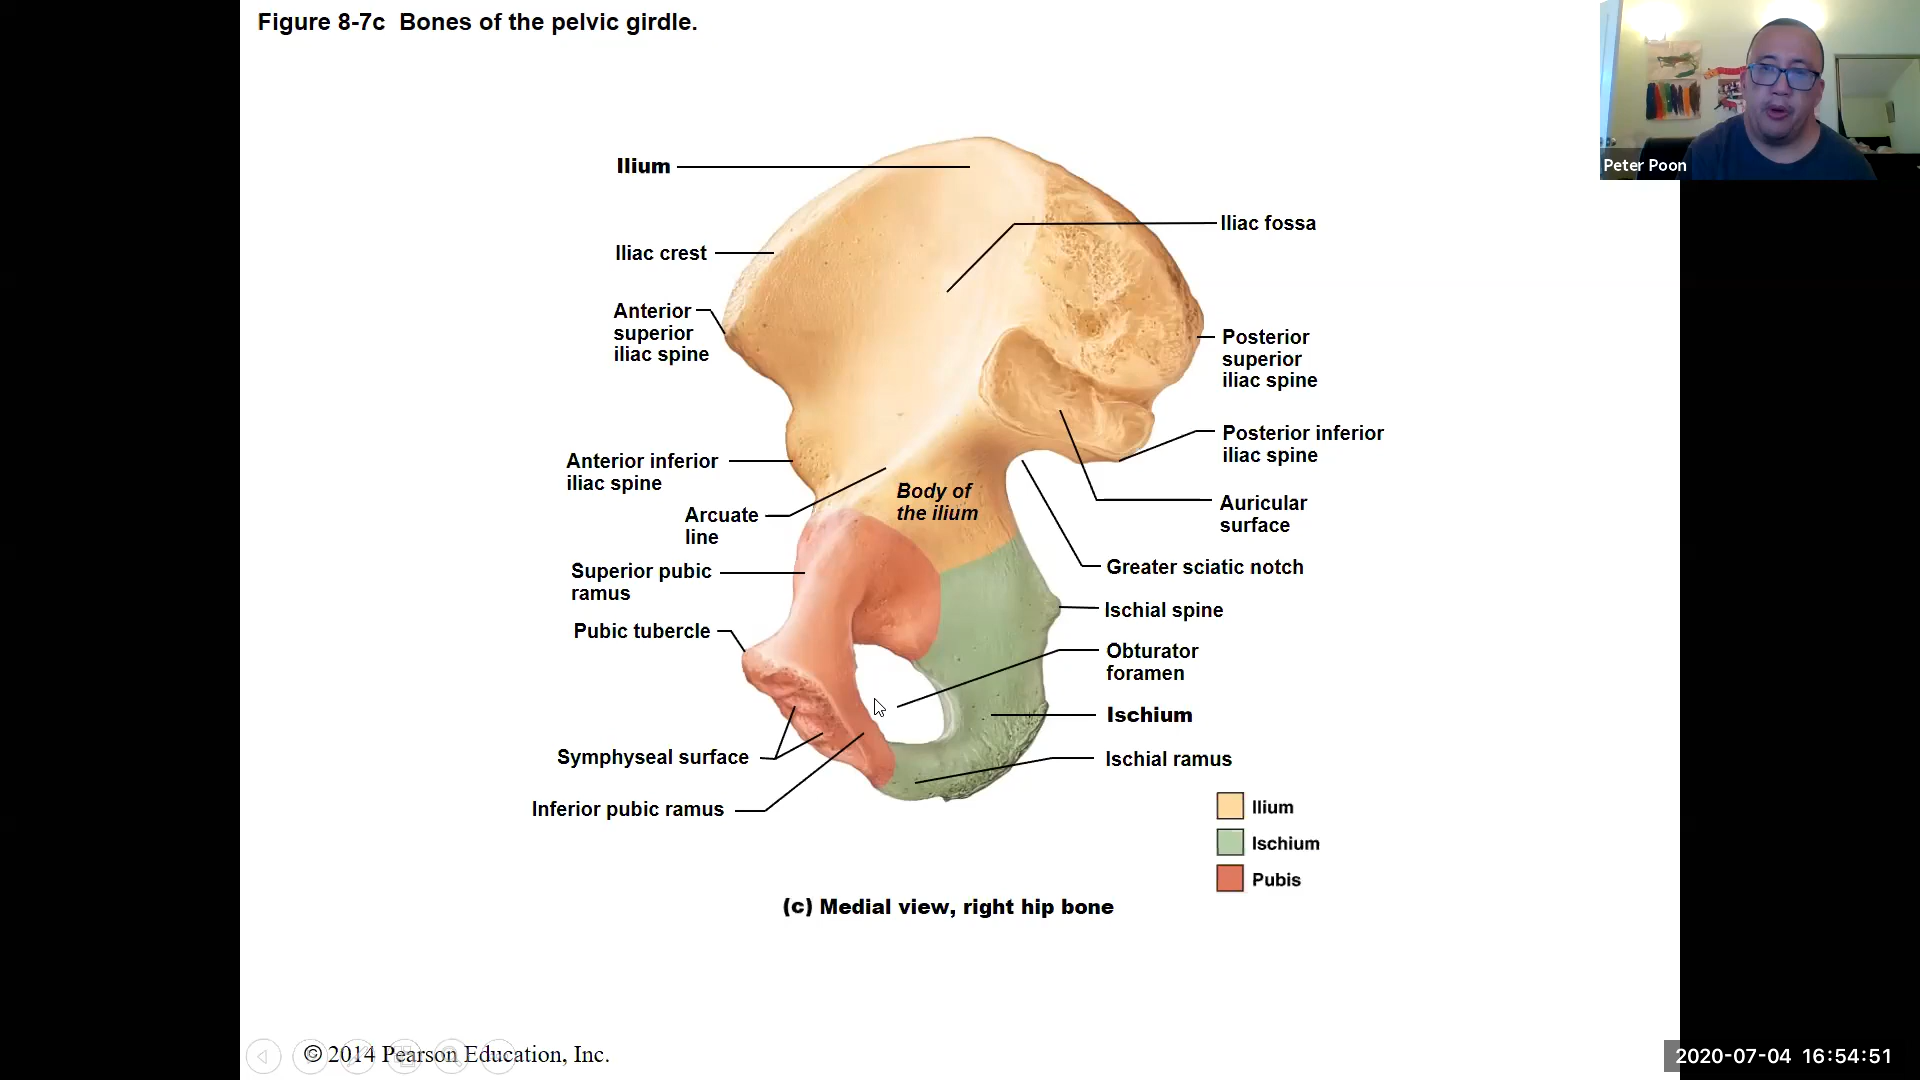 Figure 8-7c  Bones of the pelvic girdle.
Peter Poon
Ilium
Iliac fossa
Iliac crest
Anterior
superior
iliac spine
Posterior
superior
iliac spine
Posterior inferior
iliac spine
Anterior inferior
iliac spine
Body of
the ilium
Auricular
surface
Arcuate
line
Greater sciatic notch
Superior pubic
ramus
Ischial spine
Pubic tubercle
Obturator
foramen
Ischium
Symphyseal surface
Ischial ramus
Inferior pubic ramus
Ilium
Ischium
Pubis
(c) Medial view, right hip bone
© 2014 Pearson Education, Inc.
2020-07-04 16:54:51